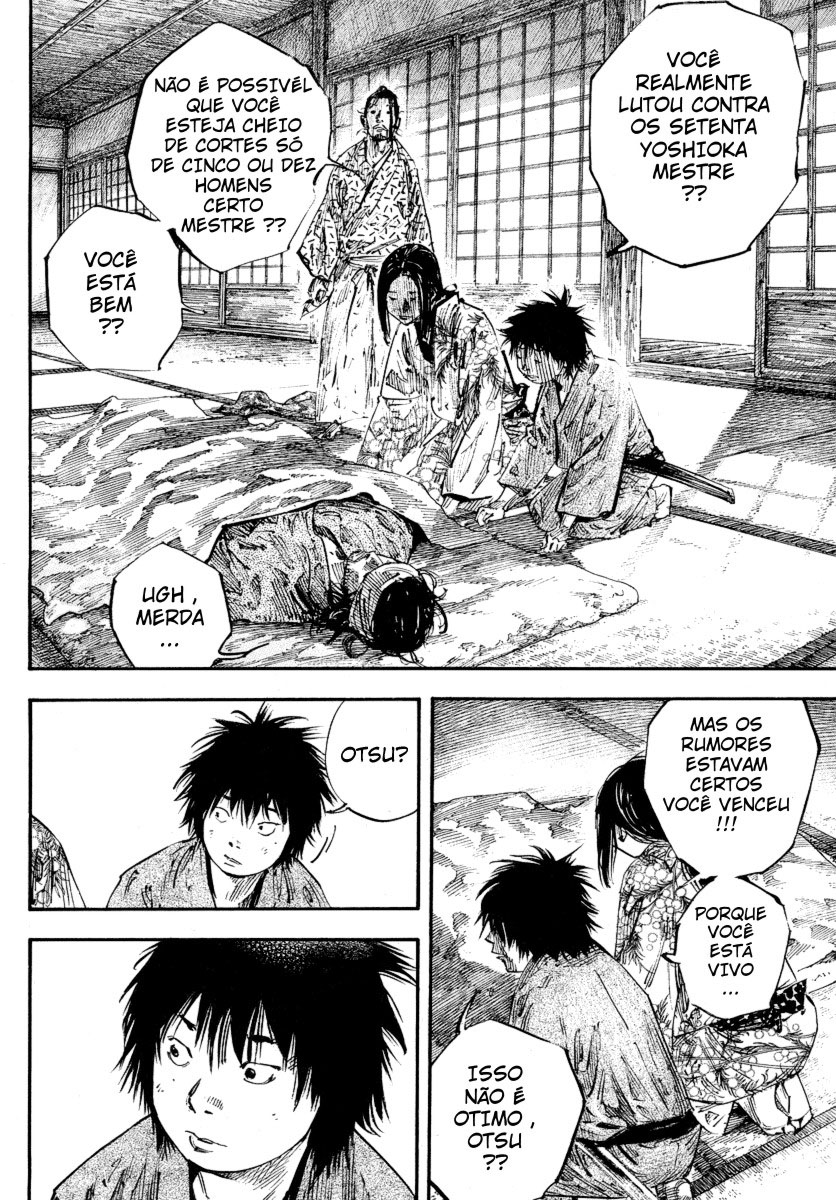 VOCÊ
REALMENTE
LUTOU CONTRA
OS SETENTA
YOSHIOKA
MESTRE
??
NÃO É POSSIVÉL
QUE VOCÊ
ESTEJA CHEIO
DE CORTES SÓ
DE CINCO OU DEZ
HOMENS
CERTO
MESTRE ??
VOCÊ
ESTÁ
BEM
??
UGH ,
MERDA
...
MAS OS
RUMORES
ESTAVAM
CERTOS
VOCÊ VENCEU
!!!
PORQUE
VOCÊ
ESTÁ
VIVO
...
ISSO
NÃO É
OTIMO ,
OTSU
??
OTSU?